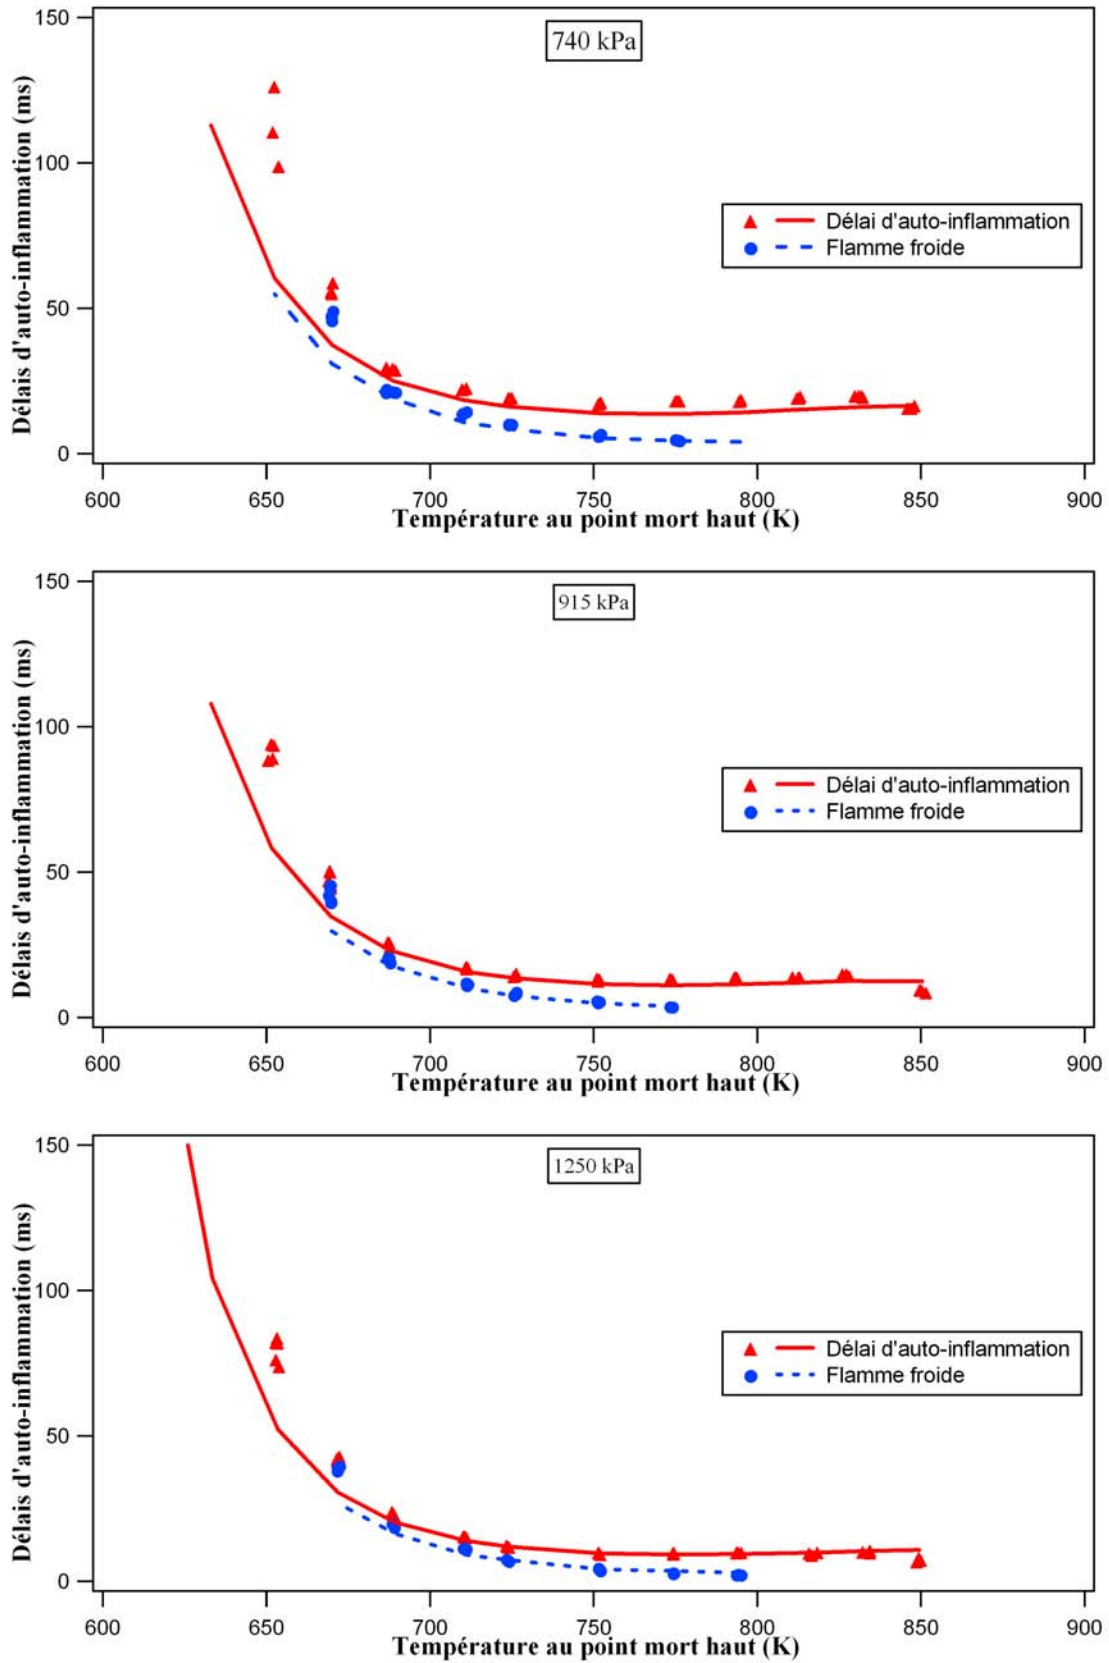 740 kPa
150
100
50
0
Délais d'auto-inflammation (ms)
Délai d'auto-inflammation
Flamme froide
600 650 700 750 800 850 900
Température au point mort haut (K)
915 kPa
150
100
50
0
Délais d'auto-inflammation (ms)
Délai d'auto-inflammation
Flamme froide
600 650 700 750 800 850 900
Température au point mort haut (K)
1250 kPa
150
100
50
0
Délais d'auto-inflammation (ms)
Délai d'auto-inflammation
Flamme froide
600 650 700 750 800 850 900
Température au point mort haut (K)